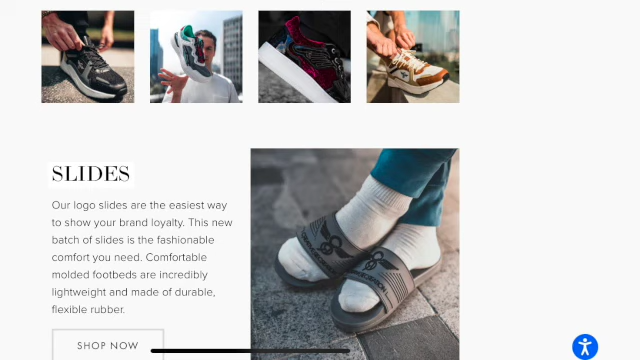 SLIDES
Our logo slides are the easiest way
to show your brand loyalty. This new
batch of slides is the fashionable
comfort you need. Comfortable
molded footbeds are incredibly
lightweight and made of durable,
flexible rubber.
SHOP NOW